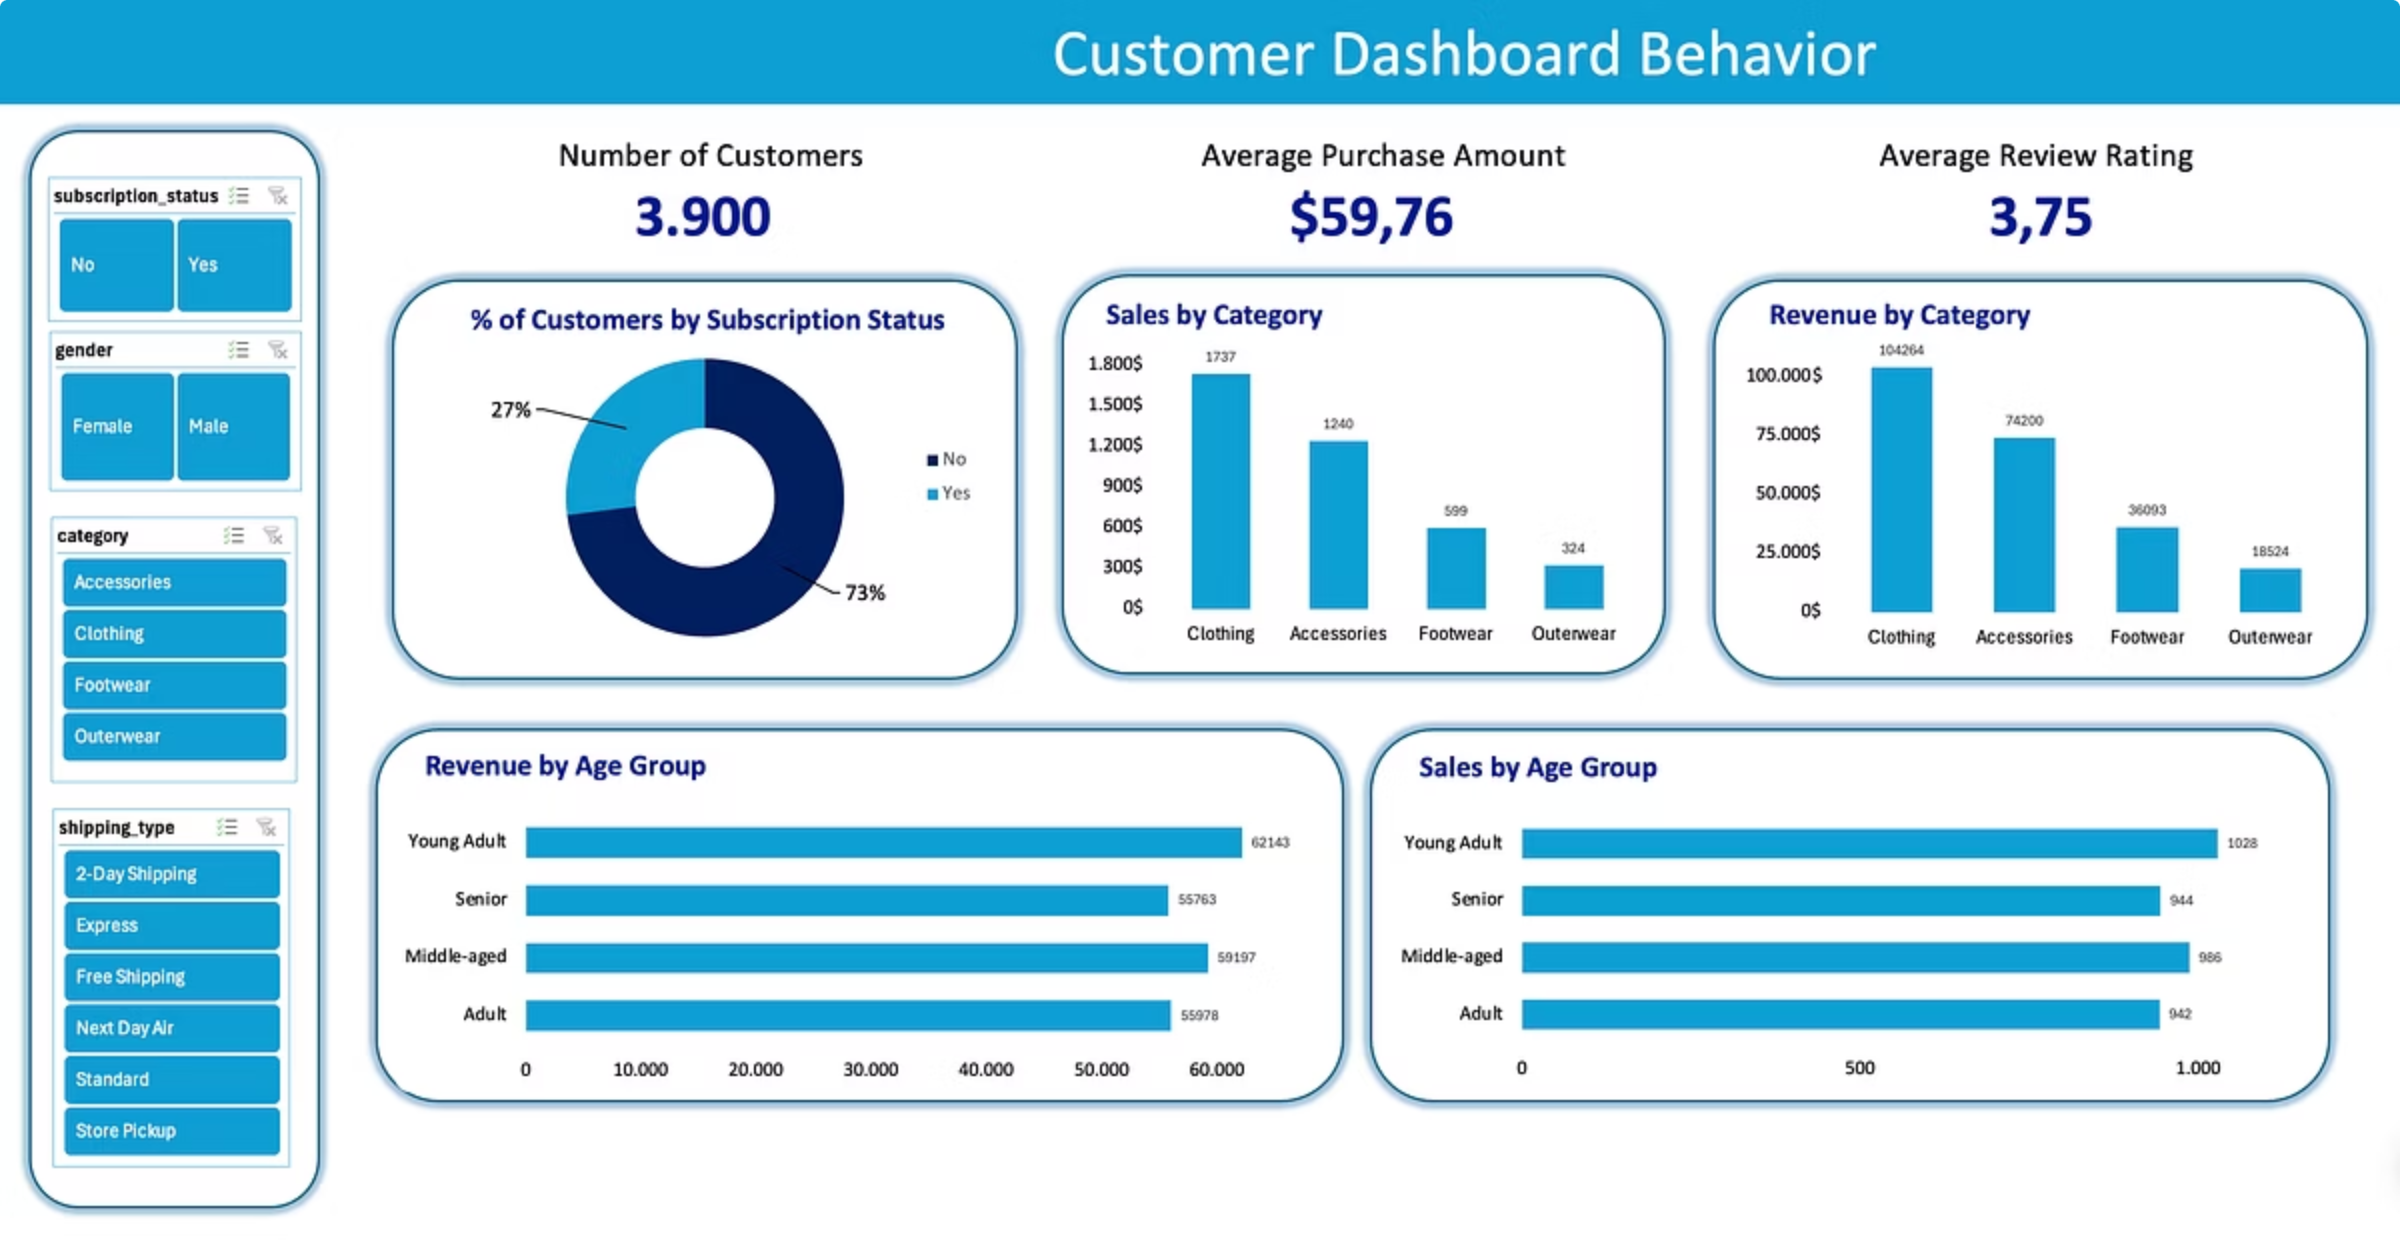 Customer Dashboard Behavior
subscription_status
No
Yes
gender
Female
Male
category
Accessories
Clothing
Footwear
Outerwear
shipping_type
2-Day Shipping
Express
Free Shipping
Next Day Air
Standard
Store Pickup
Number of Customers
3.900
Average Purchase Amount
$59,76
Average Review Rating
3,75
% of Customers by Subscription Status
27%
73%
No
Yes
Sales by Category
1.800$
1.500$
1.200$
900$
600$
300$
0$
1737
1240
599
324
Clothing
Accessories
Footwear
Outerwear
Revenue by Category
100.000$
75.000$
50.000$
25.000$
0$
104264
74200
36093
18524
Clothing
Accessories
Footwear
Outerwear
Revenue by Age Group
Young Adult 62143
Senior 55763
Middle-aged 59197
Adult 55978
0 10.000 20.000 30.000 40.000 50.000 60.000
Sales by Age Group
Young Adult 1028
Senior 944
Middle-aged 986
Adult 942
0 500 1.000